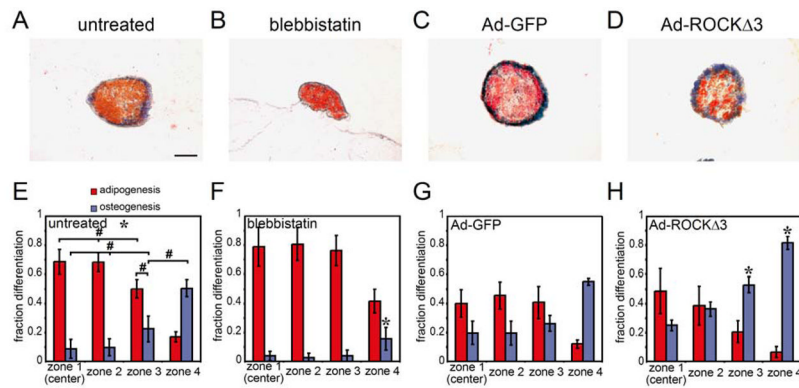 A untreated B blebbistatin C Ad-GFP D Ad-ROCKΔ3
E F G H
adipogenesis
osteogenesis
untreated * blebbistatin Ad-GFP Ad-ROCKΔ3
# # # #
* * *
fraction differentiation fraction differentiation fraction differentiation fraction differentiation
1 1 1 1
0.8 0.8 0.8 0.8
0.6 0.6 0.6 0.6
0.4 0.4 0.4 0.4
0.2 0.2 0.2 0.2
0 0 0 0
zone 1 zone 2 zone 3 zone 4 zone 1 zone 2 zone 3 zone 4 zone 1 zone 2 zone 3 zone 4 zone 1 zone 2 zone 3 zone 4
(center) (center) (center) (center)